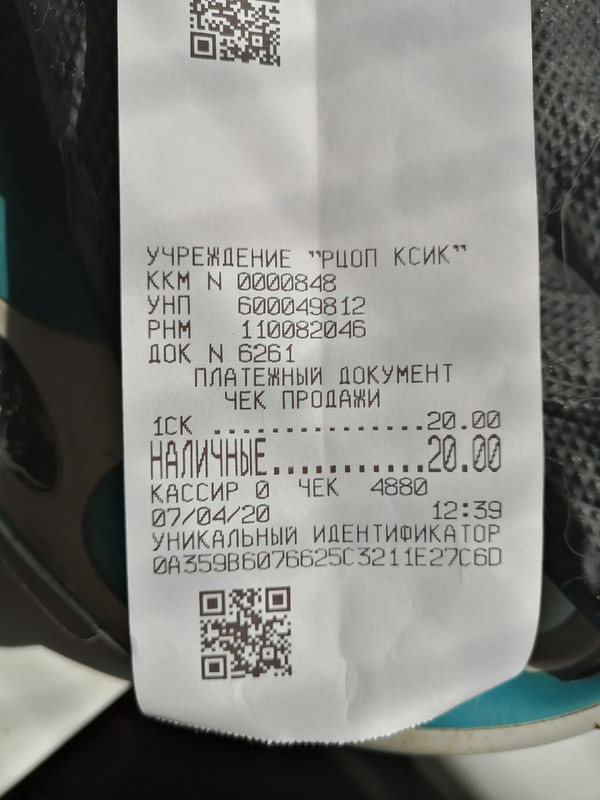 УЧРЕЖДЕНИЕ "РЦОП КСИК"
ККМ N 0000848
УНП 600049812
РНМ 110082046
ДОК N 6261
ПЛАТЕЖНЫЙ ДОКУМЕНТ
ЧЕК ПРОДАЖИ
1СК ..............20.00
НАЛИЧНЫЕ...........20.00
КАССИР 0 ЧЕК 4880
07/04/20 12:39
УНИКАЛЬНЫЙ ИДЕНТИФИКАТОР
0A359B6076625C3211E27C6D